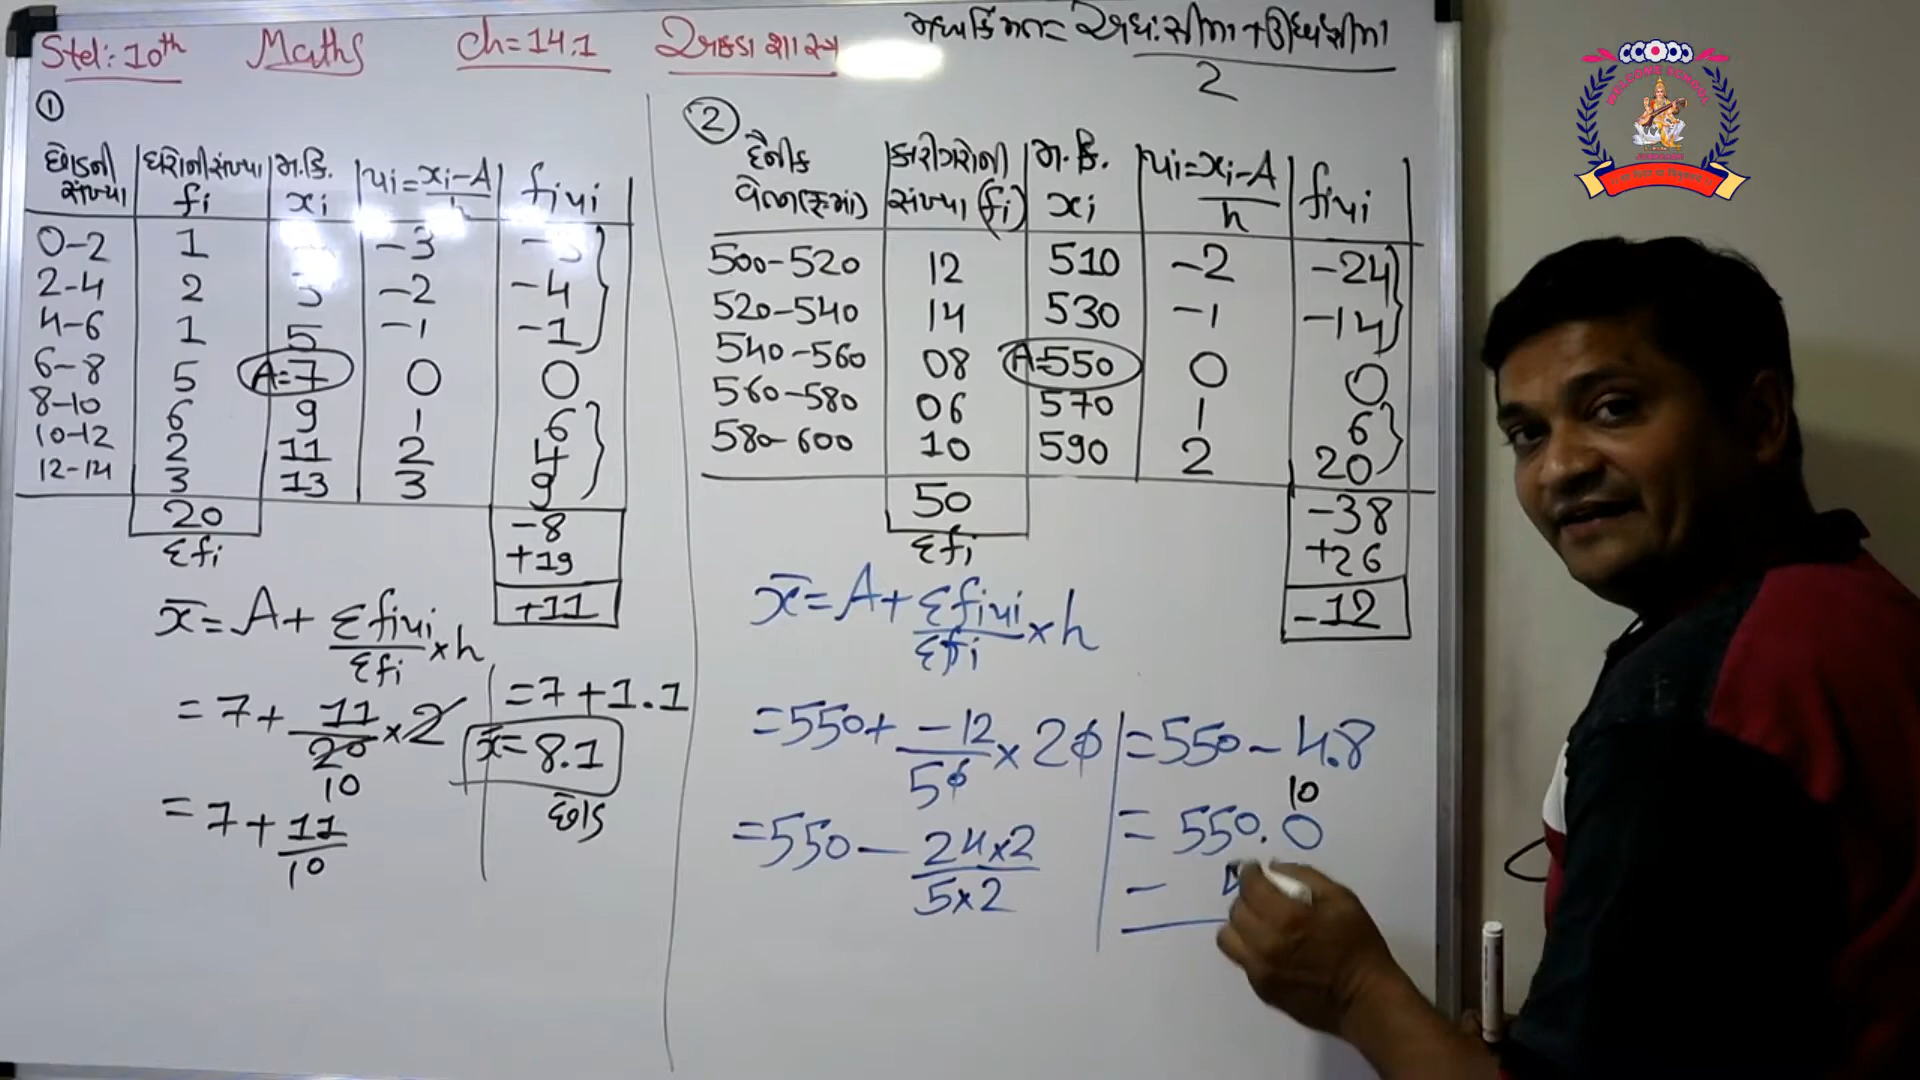 Std:10th Maths Ch=14.1 આંકડાશાસ્ત્ર
મધ્યકિંમત= અધ:સીમા+ઉર્ધ્વસીમા / 2
①
છોડની સંખ્યા | ઘરોની સંખ્યા fi | મ.કિ. xi | ui=xi-A/h | fiui
0-2 1 -3 -3
2-4 2 3 -2 -4
4-6 1 5 -1 -1
6-8 5 A=7 0 0
8-10 6 9 1 6
10-12 2 11 2 4
12-14 3 13 3 9
20 -8
Σfi +19
+11
x̄=A+Σfiui/Σfi×h
=7+11/20×2
10
=7+11/10
=7+1.1
x̄=8.1
છોડ
②
દૈનીક વેતન(રૂમાં) | કારીગરોની સંખ્યા (fi) | મ.કિ. xi | ui=xi-A/h | fiui
500-520 12 510 -2 -24
520-540 14 530 -1 -14
540-560 08 A=550 0 0
560-580 06 570 1 6
580-600 10 590 2 20
50 -38
Σfi +26
-12
x̄=A+Σfiui/Σfi×h
=550+-12/50×20
=550-24×2/5×2
=550-4.8
10
=550.0
-
WELCOME SCHOOL